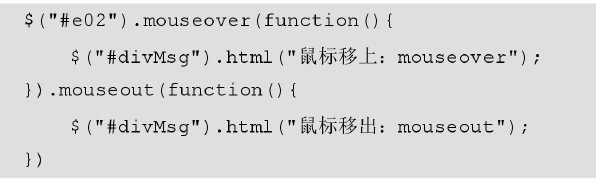 $("#e02").mouseover(function(){
    $("#divMsg").html("鼠标移上：mouseover");
}).mouseout(function(){
    $("#divMsg").html("鼠标移出：mouseout");
})